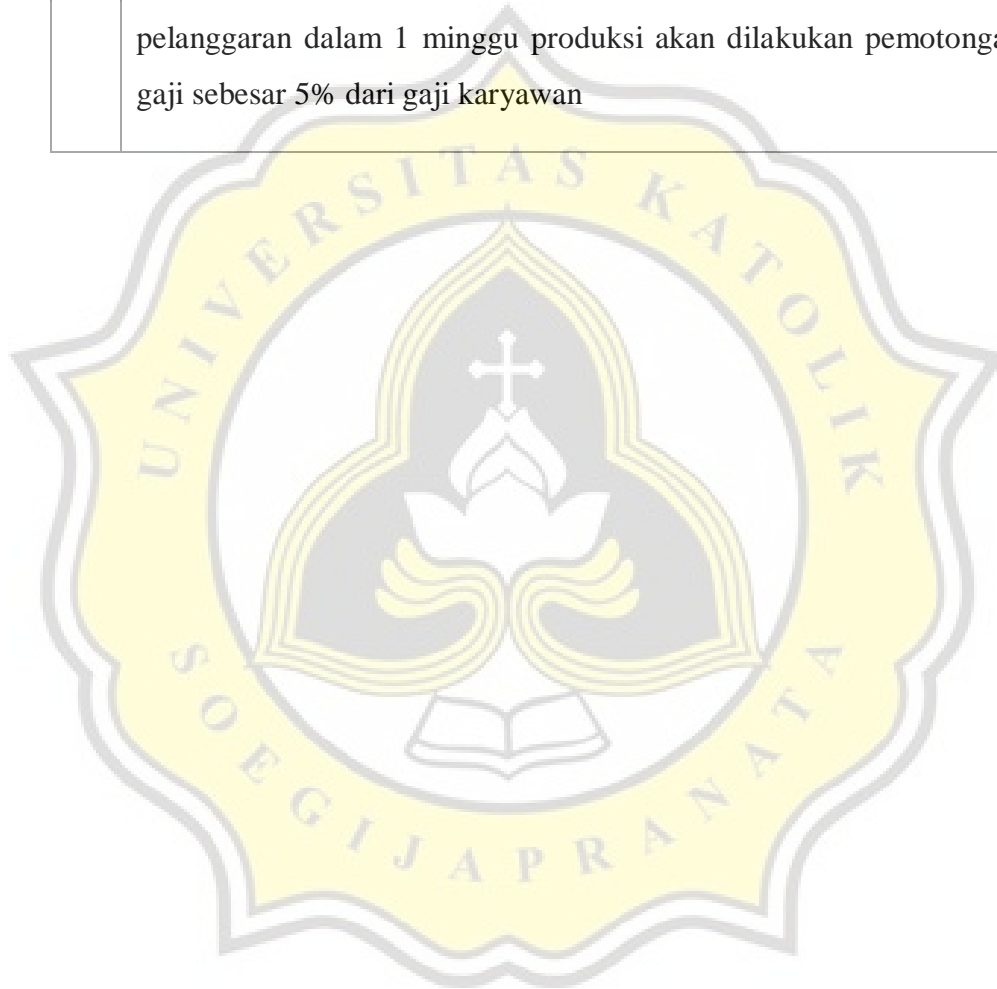 pelanggaran dalam 1 minggu produksi akan dilakukan pemotonga
gaji sebesar 5% dari gaji karyawan
UNIVERSITAS KATOLIK
SOEGIJAPRANATA